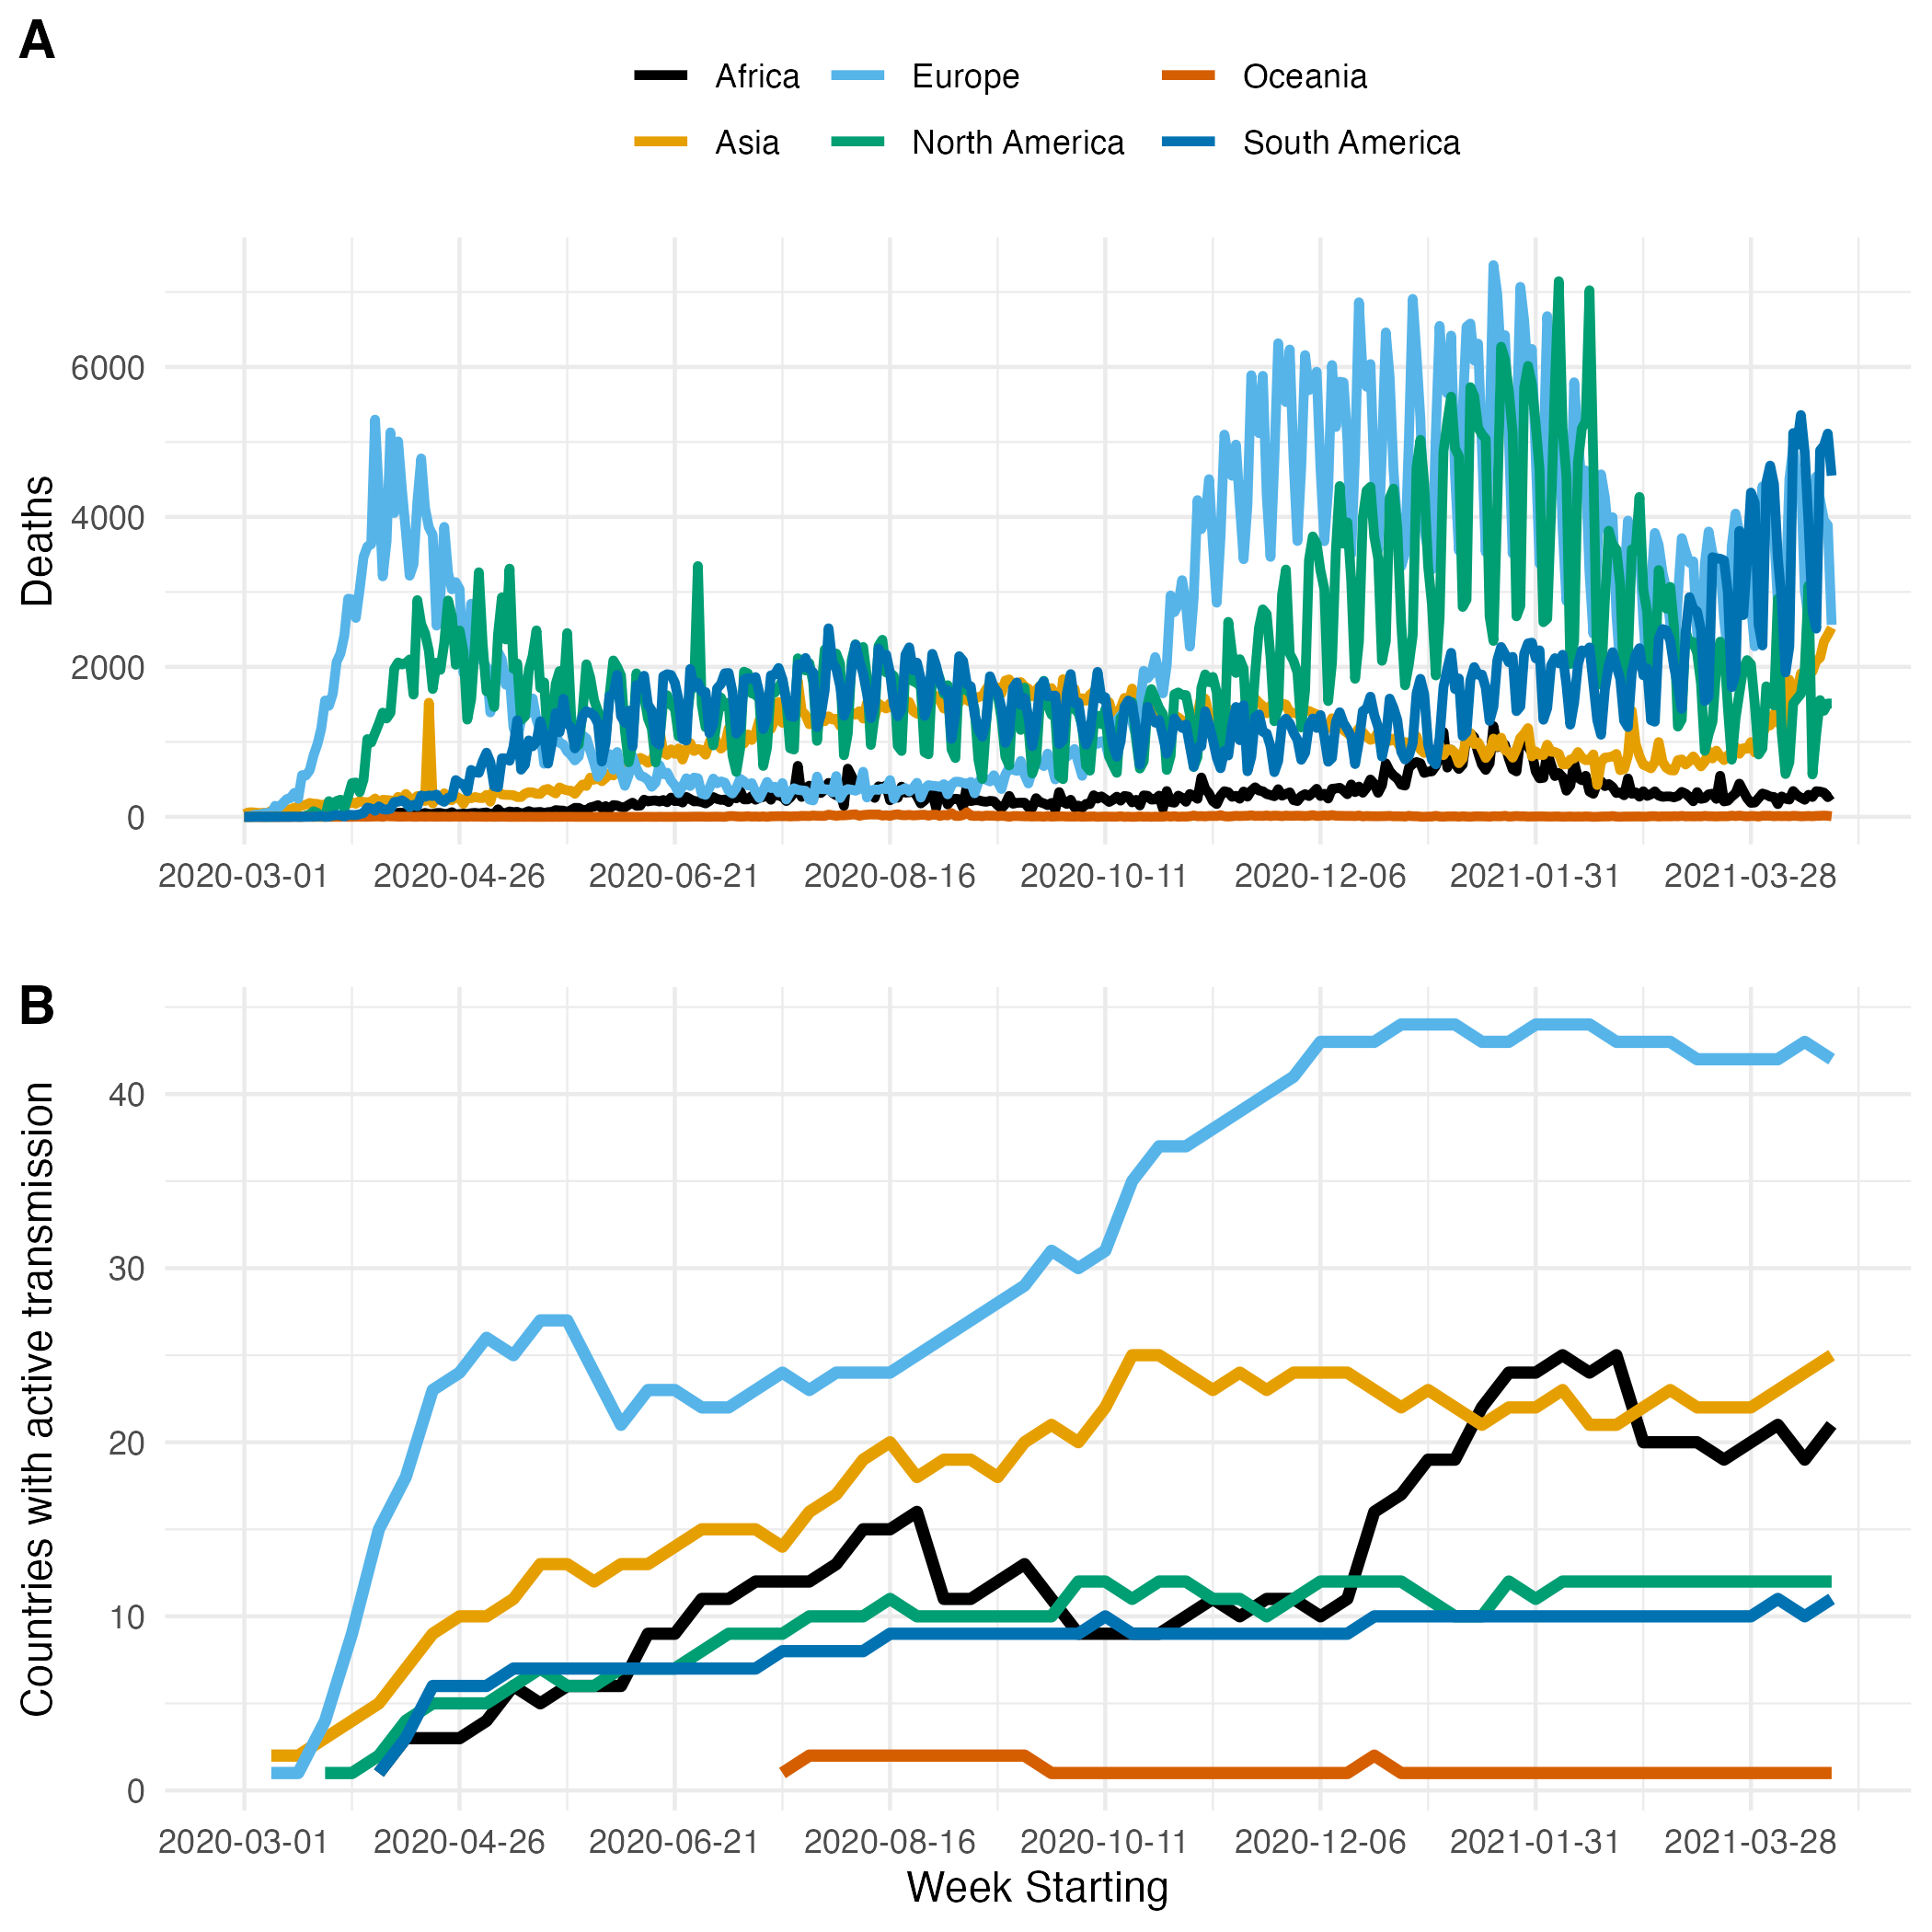 A
Africa Europe Oceania
Asia North America South America
Deaths
6000
4000
2000
0
2020-03-01 2020-04-26 2020-06-21 2020-08-16 2020-10-11 2020-12-06 2021-01-31 2021-03-28
B
Countries with active transmission
40
30
20
10
0
2020-03-01 2020-04-26 2020-06-21 2020-08-16 2020-10-11 2020-12-06 2021-01-31 2021-03-28
Week Starting